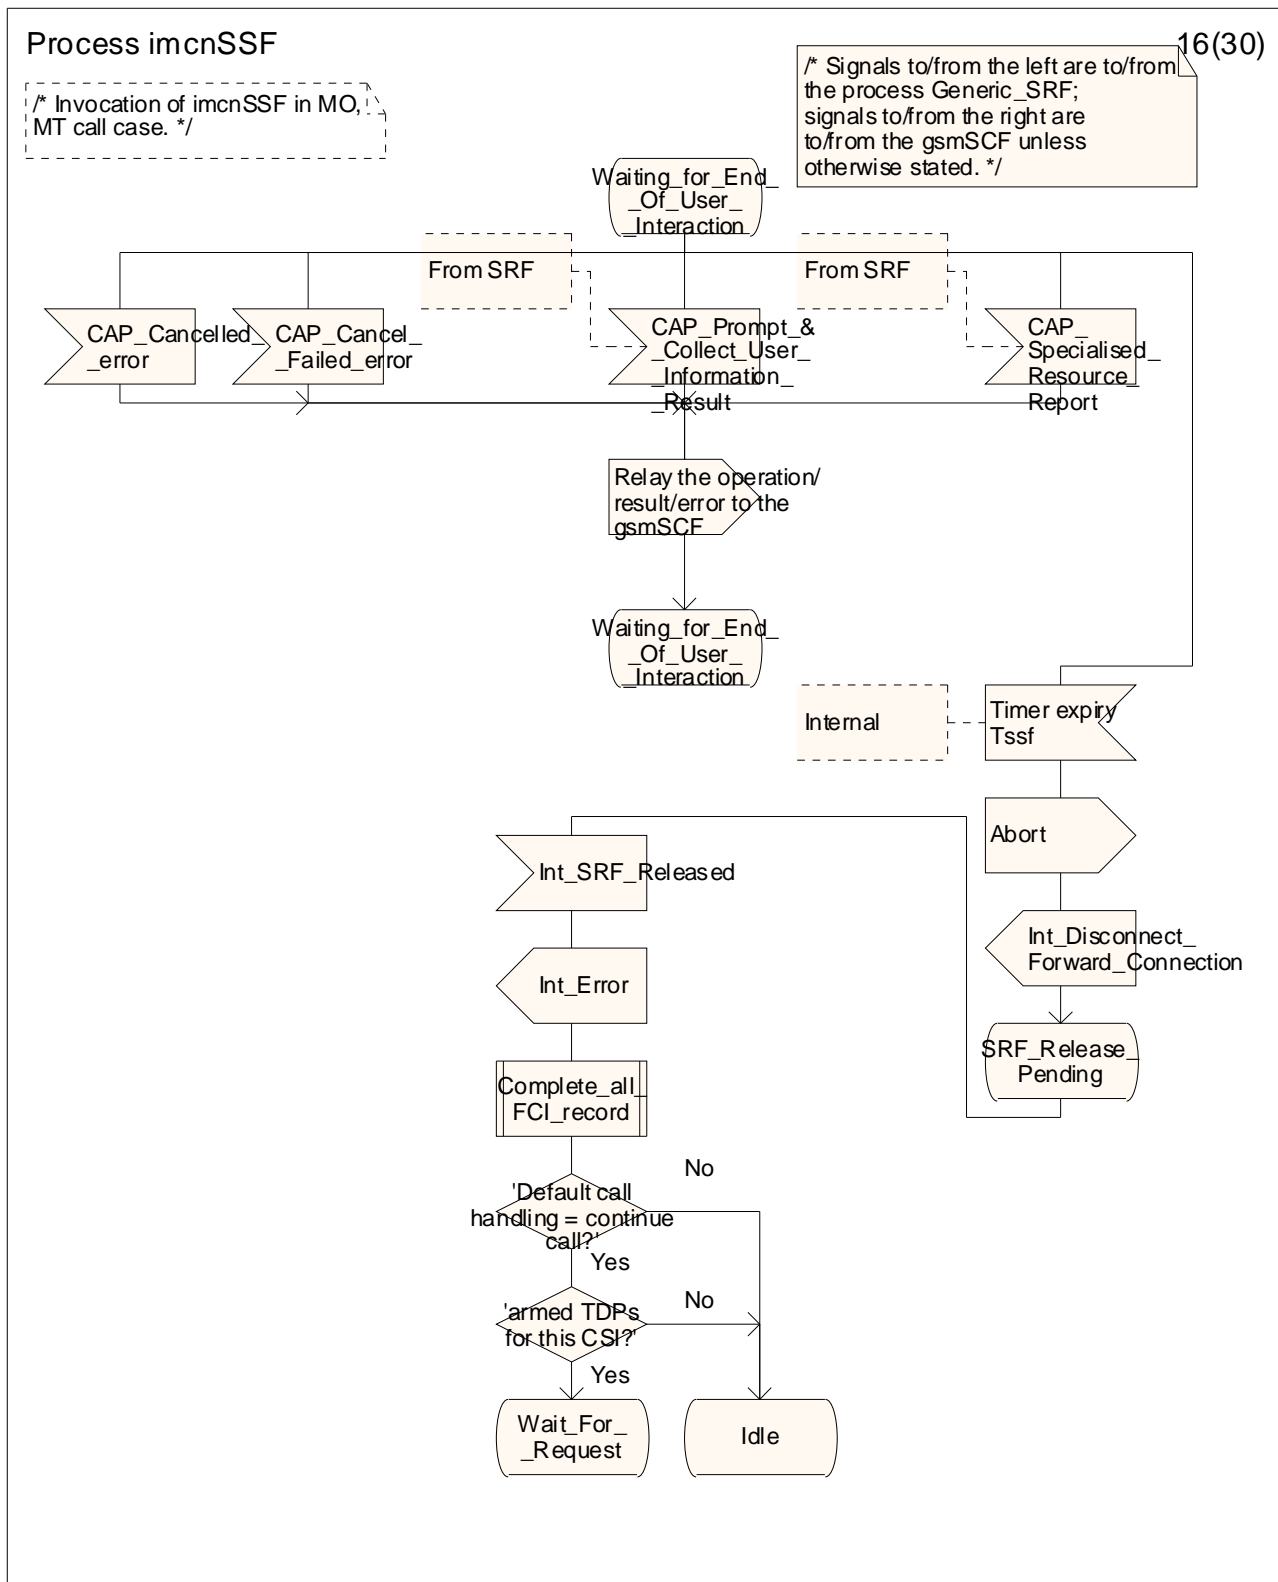 Process imcnSSF
16(30)
/* Invocation of imcnSSF in MO,
MT call case. */
/* Signals to/from the left are to/from
the process Generic_SRF;
signals to/from the right are
to/from the gsmSCF unless
otherwise stated. */
Waiting_for_End_
_Of_User_
_Interaction
From SRF
From SRF
CAP_Cancelled_
_error
CAP_Cancel_
_Failed_error
CAP_Prompt_&
_Collect_User_
_Information_
_Result
CAP_
Specialised_
Resource_
Report
Relay the operation/
result/error to the
gsmSCF
Waiting_for_End_
_Of_User_
_Interaction
Internal
Timer expiry
Tssf
Abort
Int_SRF_Released
Int_Disconnect_
Forward_Connection
Int_Error
SRF_Release_
Pending
Complete_all_
FCI_record
No
'Default call
handling = continue
call?'
Yes
No
'armed TDPs
for this CSI?'
Yes
Wait_For_
_Request
Idle